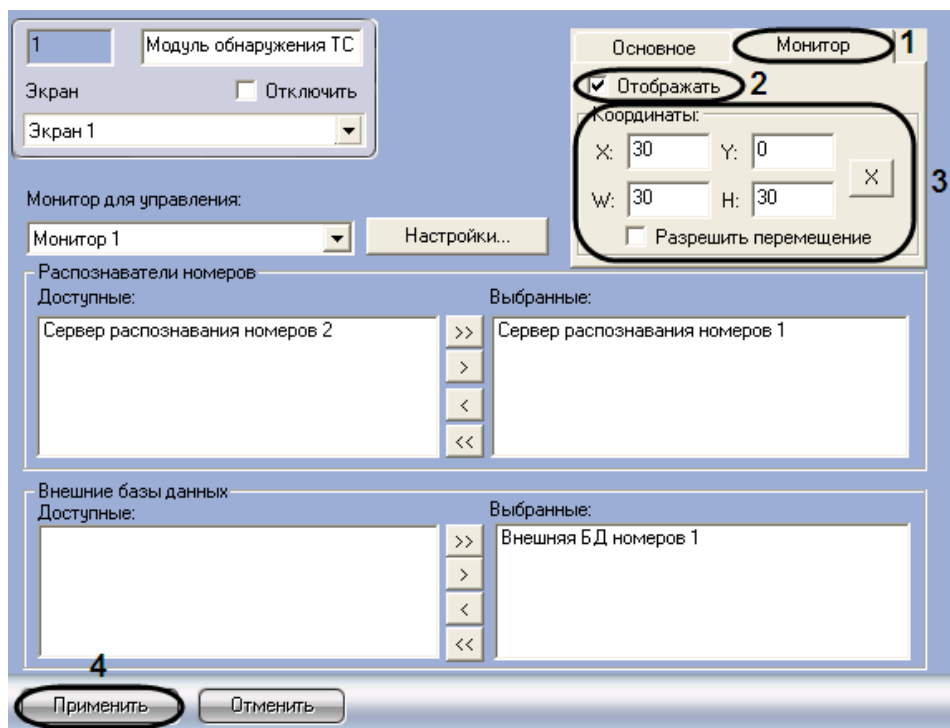 1 Модуль обнаружения ТС
Экран Отключить
Экран 1
Основное Монитор 1
Отображать 2
Координаты:
X: 30 Y: 0 X
W: 30 H: 30
3
Разрешить перемещение
Монитор для управления:
Монитор 1 Настройки...
Распознаватели номеров
Доступные: Выбранные:
Сервер распознавания номеров 2 >> Сервер распознавания номеров 1
>
<
<<
Внешние базы данных
Доступные: Выбранные:
>> Внешняя БД номеров 1
>
<
<<
4
Применить Отменить